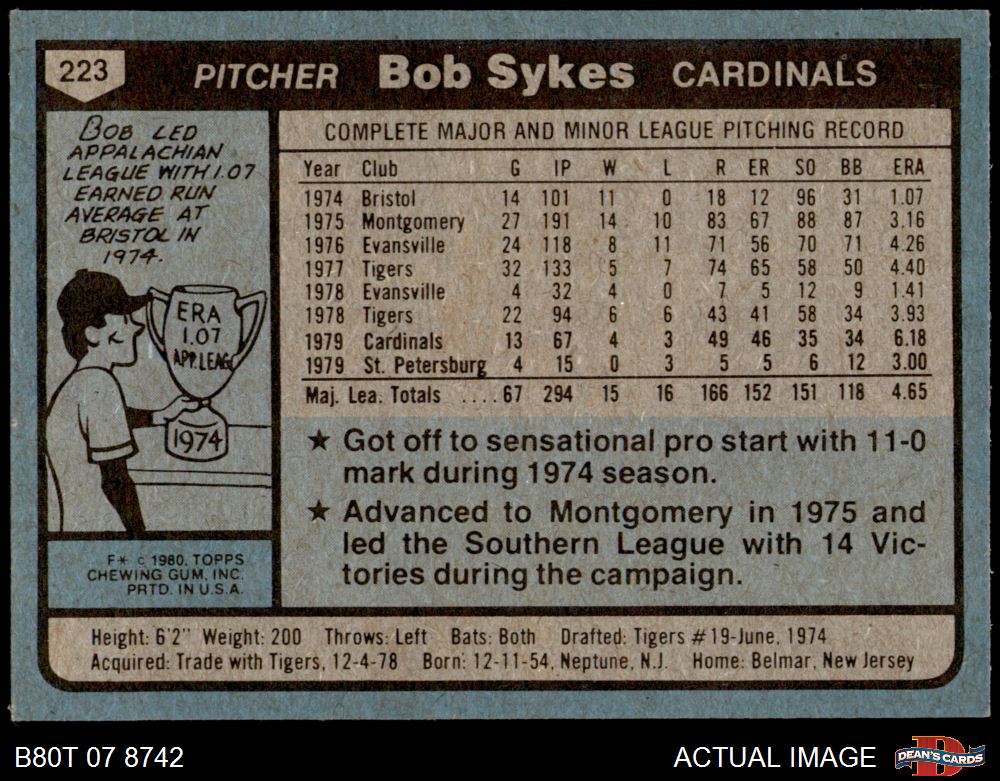 223 PITCHER Bob Sykes CARDINALS
BOB LED
APPALACHIAN
LEAGUE WITH 1.07
EARNED RUN
AVERAGE AT
BRISTOL IN
1974.
ERA
1.07
APP. LEAG
1974
F* © 1980. TOPPS
CHEWING GUM, INC.
PRTD. IN U.S.A.
COMPLETE MAJOR AND MINOR LEAGUE PITCHING RECORD
Year Club G IP W L R ER SO BB ERA
1974 Bristol 14 101 11 0 18 12 96 31 1.07
1975 Montgomery 27 191 14 10 83 67 88 87 3.16
1976 Evansville 24 118 8 11 71 56 70 71 4.26
1977 Tigers 32 133 5 7 74 65 58 50 4.40
1978 Evansville 4 32 4 0 7 5 12 9 1.41
1978 Tigers 22 94 6 6 43 41 58 34 3.93
1979 Cardinals 13 67 4 3 49 46 35 34 6.18
1979 St. Petersburg 4 15 0 3 5 5 6 12 3.00
Maj. Lea. Totals ....67 294 15 16 166 152 151 118 4.65
★ Got off to sensational pro start with 11-0
mark during 1974 season.
★ Advanced to Montgomery in 1975 and
led the Southern League with 14 Vic-
tories during the campaign.
Height: 6'2" Weight: 200 Throws: Left Bats: Both Drafted: Tigers #19-June, 1974
Acquired: Trade with Tigers, 12-4-78 Born: 12-11-54, Neptune, N.J. Home: Belmar, New Jersey
B80T 07 8742 ACTUAL IMAGE D DEAN'S CARDS